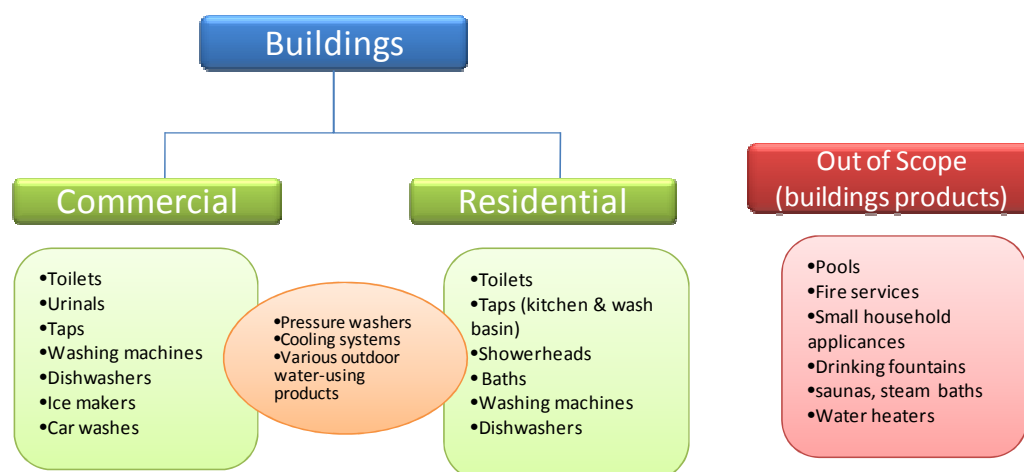 Buildings
Commercial
Residential
Out of Scope
(buildings products)
•Toilets
•Urinals
•Taps
•Washing machines
•Dishwashers
•Ice makers
•Car washes
•Pressure washers
•Cooling systems
•Various outdoor
water-using
products
•Toilets
•Taps (kitchen & wash
basin)
•Showerheads
•Baths
•Washing machines
•Dishwashers
•Pools
•Fire services
•Small household
applicances
•Drinking fountains
•saunas, steam baths
•Water heaters